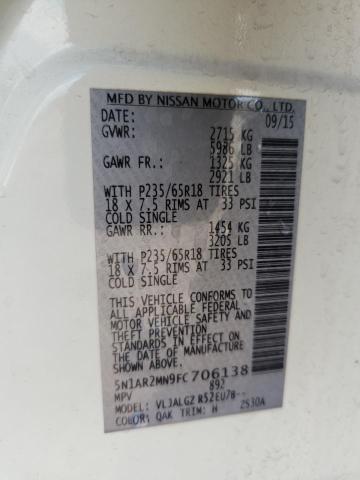 MFD BY NISSAN MOTOR CO., LTD.
DATE: 09/15
GVWR: 2715 KG
5986 LB
GAWR FR.: 1325 KG
2921 LB
WITH P235/65R18 TIRES
18 X 7.5 RIMS AT 33 PSI
COLD SINGLE
GAWR RR.: 1454 KG
3205 LB
WITH P235/65R18 TIRES
18 X 7.5 RIMS AT 33 PSI
COLD SINGLE
THIS VEHICLE CONFORMS TO
ALL APPLICABLE FEDERAL
MOTOR VEHICLE SAFETY AND
THEFT PREVENTION
STANDARDS IN EFFECT ON
THE DATE OF
MANUFACTURE SHOWN ABOVE.
5N1AR2MN9FC706138
MPV 892
MODEL: VLJALGZ R52EU78--
COLOR: QAK TRIM: H 2S30A